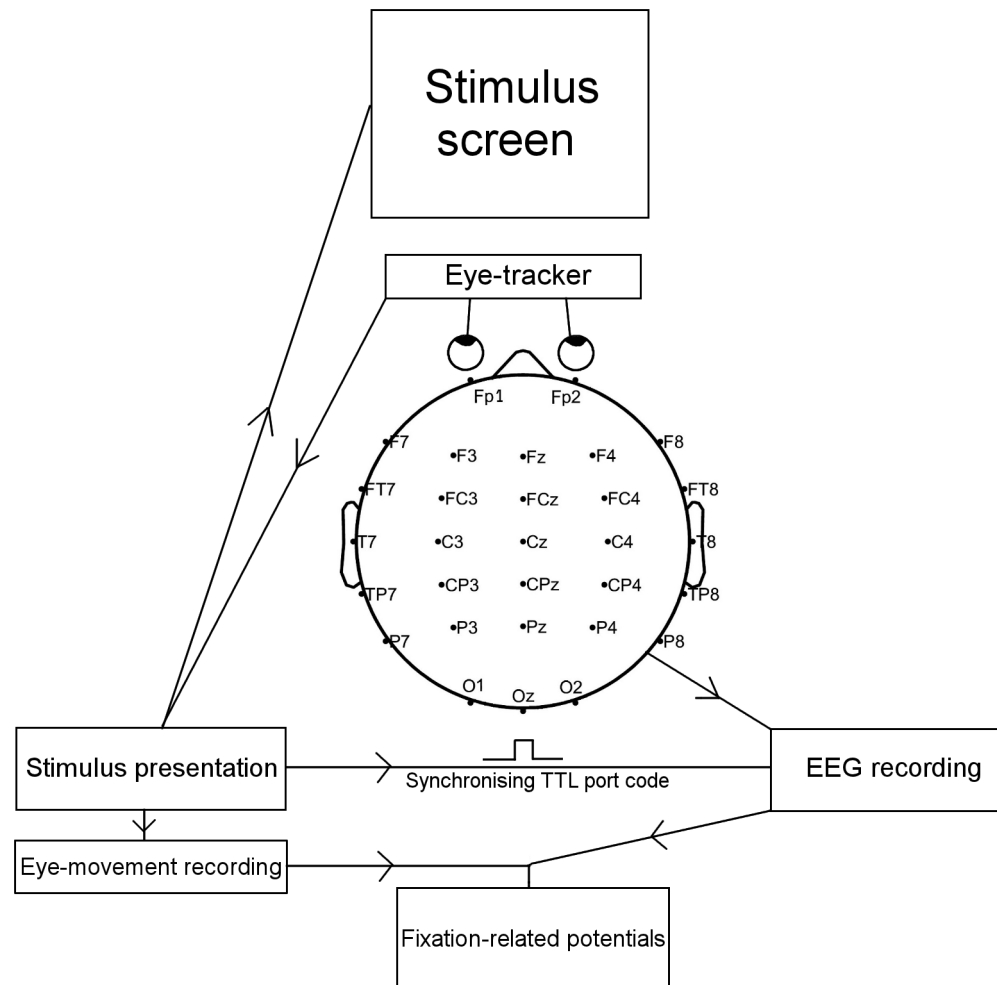 Stimulus
screen
Eye-tracker
Fp1 Fp2
F7 F3 Fz F4 F8
FT7 FC3 FCz FC4 FT8
T7 C3 Cz C4 T8
TP7 CP3 CPz CP4 TP8
P7 P3 Pz P4 P8
O1 Oz O2
Stimulus presentation
Synchronising TTL port code
EEG recording
Eye-movement recording
Fixation-related potentials